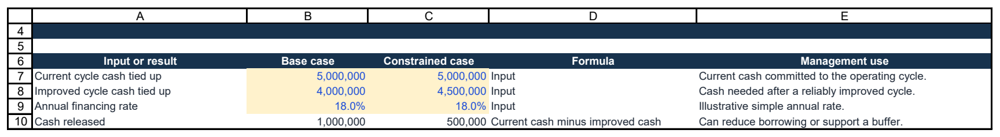 A B C D E
4
5
6 Input or result Base case Constrained case Formula Management use
7 Current cycle cash tied up 5,000,000 5,000,000 Input Current cash committed to the operating cycle.
8 Improved cycle cash tied up 4,000,000 4,500,000 Input Cash needed after a reliably improved cycle.
9 Annual financing rate 18.0% 18.0% Input Illustrative simple annual rate.
10 Cash released 1,000,000 500,000 Current cash minus improved cash Can reduce borrowing or support a buffer.